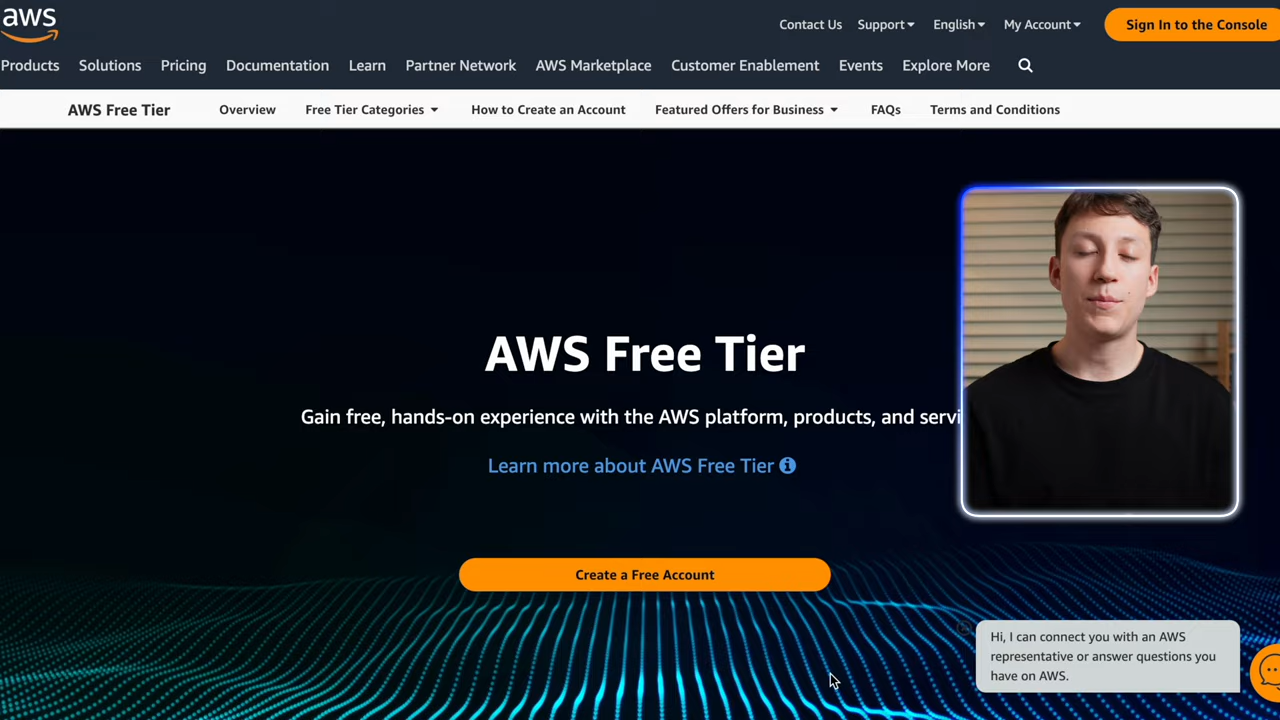 aws
Contact Us Support English My Account Sign In to the Console
Products Solutions Pricing Documentation Learn Partner Network AWS Marketplace Customer Enablement Events Explore More
AWS Free Tier Overview Free Tier Categories How to Create an Account Featured Offers for Business FAQs Terms and Conditions
AWS Free Tier
Gain free, hands-on experience with the AWS platform, products, and servi
Learn more about AWS Free Tier
Create a Free Account
Hi, I can connect you with an AWS
representative or answer questions you
have on AWS.